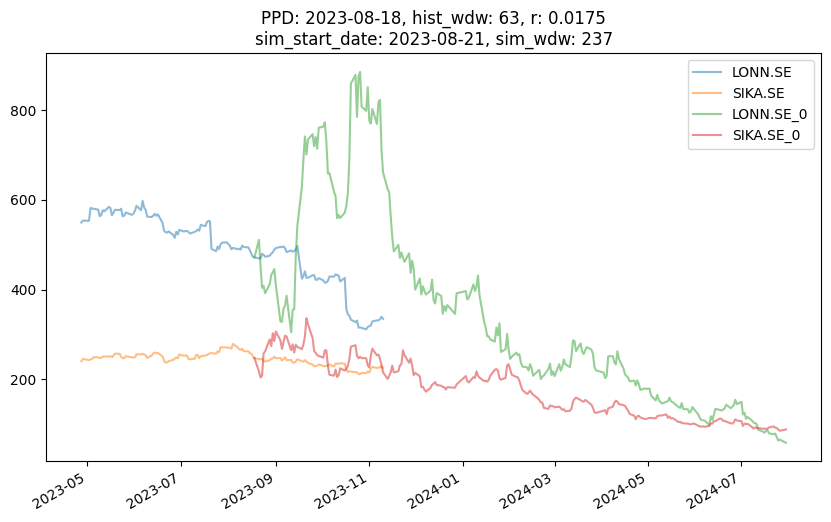 PPD: 2023-08-18, hist_wdw: 63, r: 0.0175
sim_start_date: 2023-08-21, sim_wdw: 237
LONN.SE
SIKA.SE
LONN.SE_0
SIKA.SE_0
800
600
400
200
2023-05
2023-07
2023-09
2023-11
2024-01
2024-03
2024-05
2024-07